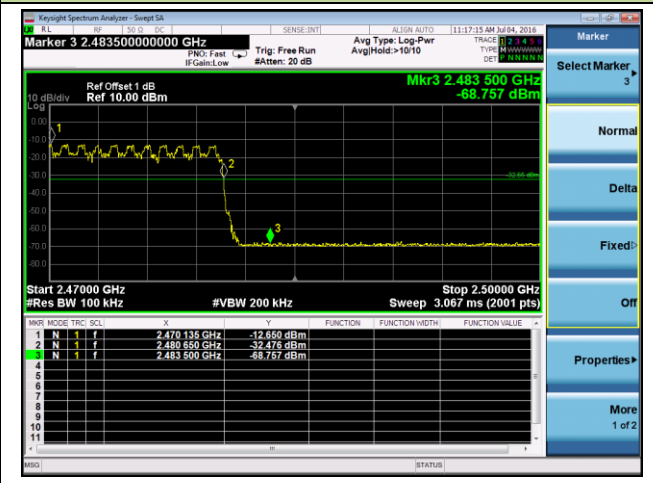 Keysight Spectrum Analyzer - Swept SA
RL RF 50 Ω DC SENSE:INT ALIGN AUTO 11:17:15 AM Jul 04, 2016
Marker 3 2.483500000000 GHz
PNO: Fast
IFGain:Low
Trig: Free Run
#Atten: 20 dB
Avg Type: Log-Pwr
Avg|Hold:>10/10
TRACE 1 2 3 4 5 6
TYPE M
DET P N N N N N
Marker
Select Marker
3
Normal
Delta
Fixed
Off
Properties
More
1 of 2
Mkr3 2.483 500 GHz
-68.757 dBm
Ref Offset 1 dB
10 dB/div Ref 10.00 dBm
Log
0.00
-10.0
-20.0
-30.0
-40.0
-50.0
-60.0
-70.0
-80.0
1
2
3
-32.65 dBm
Start 2.47000 GHz Stop 2.50000 GHz
#Res BW 100 kHz #VBW 200 kHz Sweep 3.067 ms (2001 pts)
MKR MODE TRC SCL X Y FUNCTION FUNCTION WIDTH FUNCTION VALUE
1 N 1 f 2.470 135 GHz -12.650 dBm
2 N 1 f 2.480 650 GHz -32.476 dBm
3 N 1 f 2.483 500 GHz -68.757 dBm
4
5
6
7
8
9
10
11
MSG STATUS